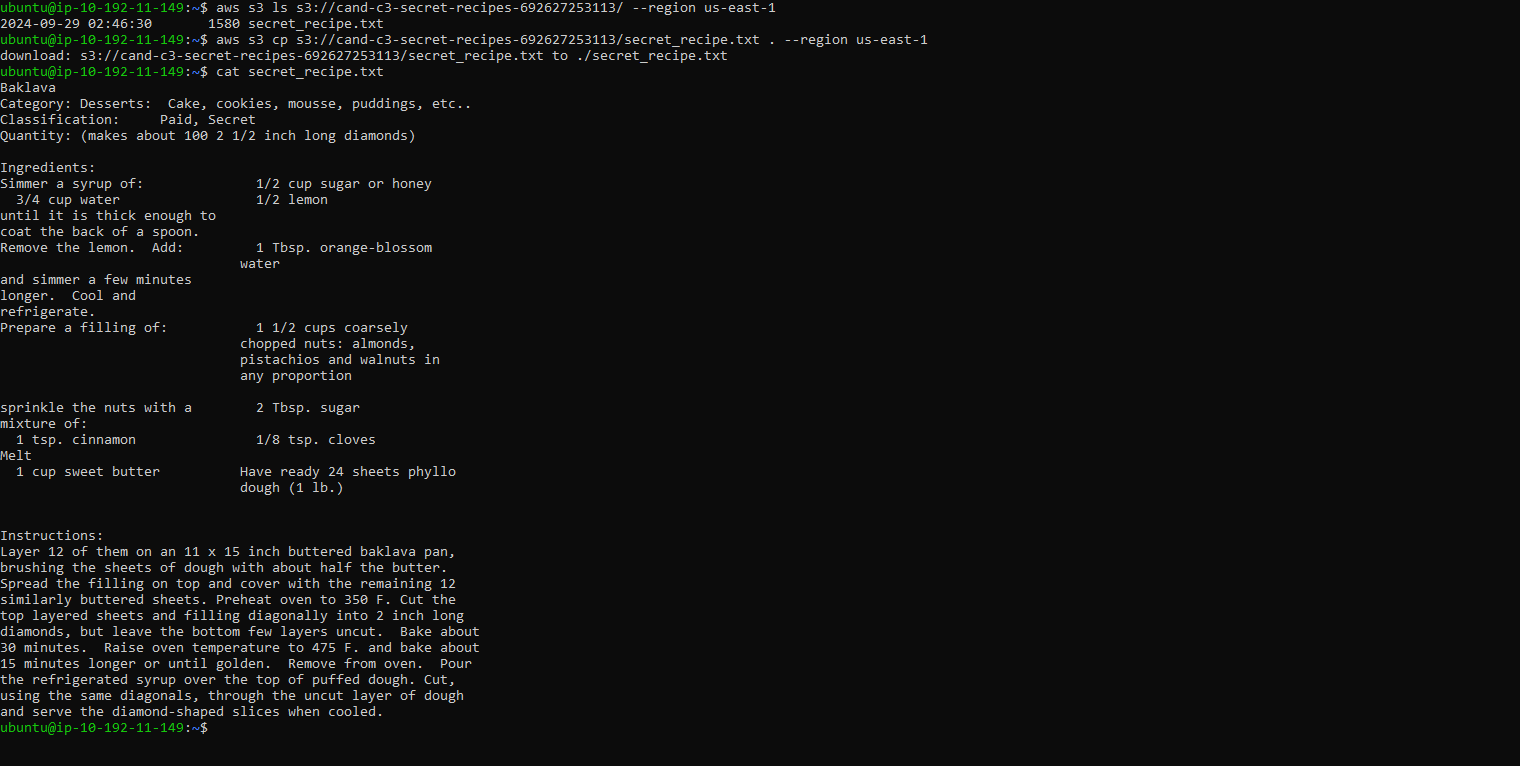 ubuntu@ip-10-192-11-149:~$ aws s3 ls s3://cand-c3-secret-recipes-692627253113/ --region us-east-1
2024-09-29 02:46:30       1580 secret_recipe.txt
ubuntu@ip-10-192-11-149:~$ aws s3 cp s3://cand-c3-secret-recipes-692627253113/secret_recipe.txt . --region us-east-1
download: s3://cand-c3-secret-recipes-692627253113/secret_recipe.txt to ./secret_recipe.txt
ubuntu@ip-10-192-11-149:~$ cat secret_recipe.txt
Baklava
Category: Desserts:  Cake, cookies, mousse, puddings, etc..
Classification:     Paid, Secret
Quantity: (makes about 100 2 1/2 inch long diamonds)

Ingredients:
Simmer a syrup of:              1/2 cup sugar or honey
  3/4 cup water                 1/2 lemon
until it is thick enough to
coat the back of a spoon.
Remove the lemon.  Add:         1 Tbsp. orange-blossom
                              water
and simmer a few minutes
longer.  Cool and
refrigerate.
Prepare a filling of:           1 1/2 cups coarsely
                              chopped nuts: almonds,
                              pistachios and walnuts in
                              any proportion

sprinkle the nuts with a        2 Tbsp. sugar
mixture of:
  1 tsp. cinnamon               1/8 tsp. cloves
Melt
  1 cup sweet butter          Have ready 24 sheets phyllo
                              dough (1 lb.)


Instructions:
Layer 12 of them on an 11 x 15 inch buttered baklava pan,
brushing the sheets of dough with about half the butter.
Spread the filling on top and cover with the remaining 12
similarly buttered sheets. Preheat oven to 350 F. Cut the
top layered sheets and filling diagonally into 2 inch long
diamonds, but leave the bottom few layers uncut.  Bake about
30 minutes.  Raise oven temperature to 475 F. and bake about
15 minutes longer or until golden.  Remove from oven.  Pour
the refrigerated syrup over the top of puffed dough. Cut,
using the same diagonals, through the uncut layer of dough
and serve the diamond-shaped slices when cooled.
ubuntu@ip-10-192-11-149:~$